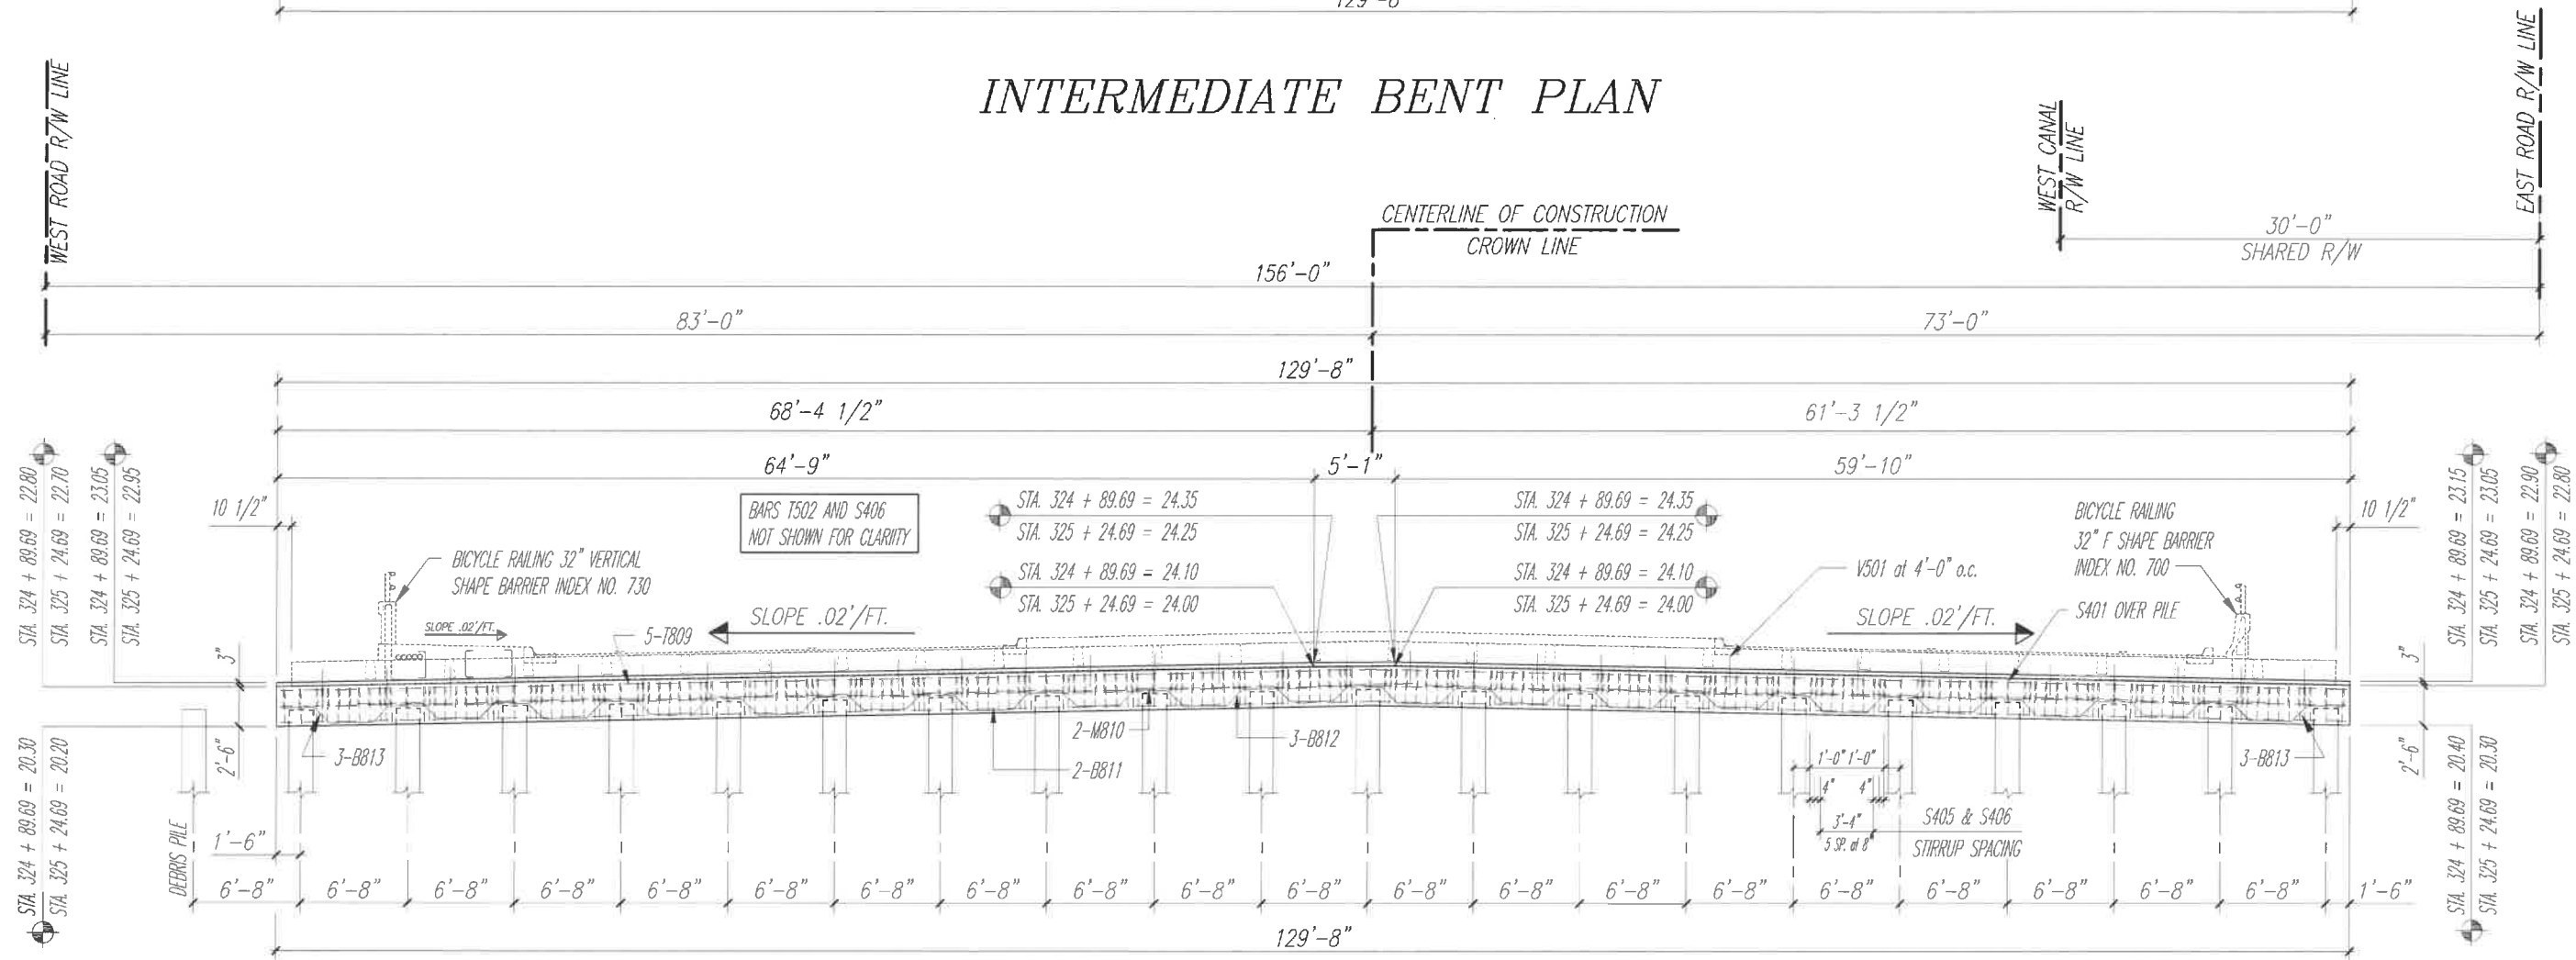 129'-8"
INTERMEDIATE BENT PLAN
WEST ROAD R/W LINE
WEST CANAL
R/W LINE
EAST ROAD R/W LINE
CENTERLINE OF CONSTRUCTION
CROWN LINE
30'-0"
SHARED R/W
156'-0"
83'-0"
73'-0"
129'-8"
68'-4 1/2"
61'-3 1/2"
64'-9"
5'-1"
59'-10"
STA. 324 + 89.69 = 22.80
STA. 325 + 24.69 = 22.70
STA. 324 + 89.69 = 23.05
STA. 325 + 24.69 = 22.95
10 1/2"
BARS T502 AND S406
NOT SHOWN FOR CLARIITY
STA. 324 + 89.69 = 24.35
STA. 325 + 24.69 = 24.25
STA. 324 + 89.69 = 24.10
STA. 325 + 24.69 = 24.00
STA. 324 + 89.69 = 24.35
STA. 325 + 24.69 = 24.25
STA. 324 + 89.69 = 24.10
STA. 325 + 24.69 = 24.00
BICYCLE RAILING
32" F SHAPE BARRIER
INDEX NO. 700
10 1/2"
STA. 324 + 89.69 = 23.15
STA. 325 + 24.69 = 23.05
STA. 324 + 89.69 = 22.90
STA. 325 + 24.69 = 22.80
BICYCLE RAILING 32" VERTICAL
SHAPE BARRIER INDEX NO. 730
V501 at 4'-0" o.c.
S401 OVER PILE
SLOPE .02'/FT.
5-T809
SLOPE .02'/FT.
SLOPE .02'/FT.
3"
3"
2'-6"
3-B813
2-M810
3-B812
2-B811
1'-0" 1'-0"
4" 4"
3'-4"
5 SP. at 8"
S405 & S406
STIRRUP SPACING
3-B813
2'-6"
STA. 324 + 89.69 = 20.30
STA. 325 + 24.69 = 20.20
STA. 324 + 89.69 = 20.40
STA. 325 + 24.69 = 20.30
DEBRIS PILE
1'-6"
6'-8" 6'-8" 6'-8" 6'-8" 6'-8" 6'-8" 6'-8" 6'-8" 6'-8" 6'-8" 6'-8" 6'-8" 6'-8" 6'-8" 6'-8" 6'-8" 6'-8" 6'-8" 6'-8" 6'-8" 1'-6"
129'-8"